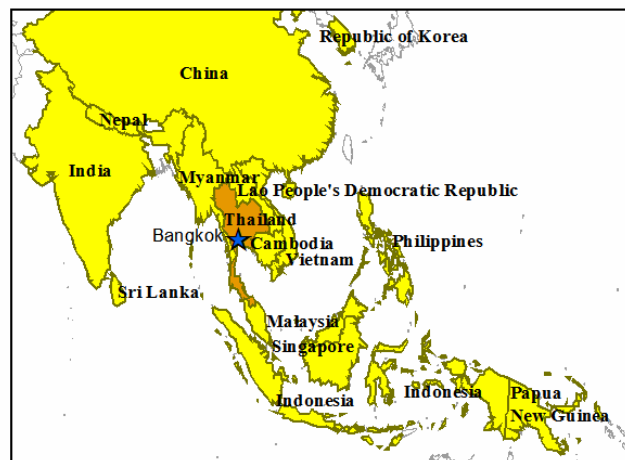 Republic of Korea
China
Nepal
India
Myanmar
Lao People's Democratic Republic
Thailand
Bangkok
Cambodia
Philippines
Vietnam
Sri Lanka
Malaysia
Singapore
Indonesia
Indonesia
Papua
New Guinea